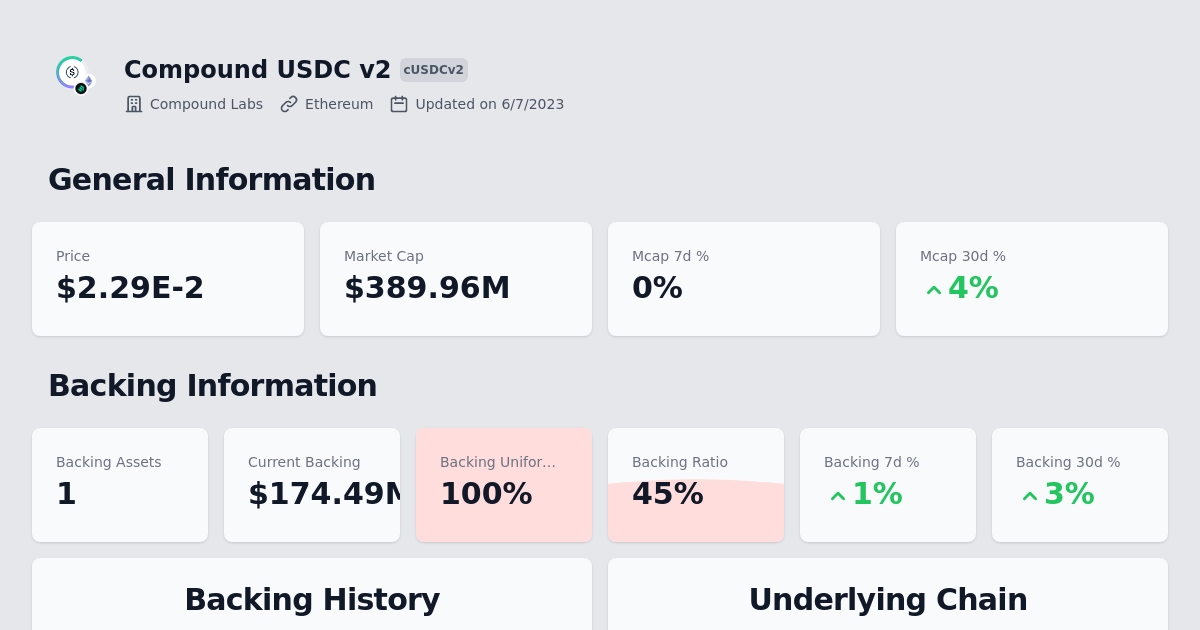 Compound USDC v2 cUSDCv2
Compound Labs Ethereum Updated on 6/7/2023
General Information
Price Market Cap Mcap 7d % Mcap 30d %
$2.29E-2 $389.96M 0% 4%
Backing Information
Backing Assets Current Backing Backing Unifor... Backing Ratio Backing 7d % Backing 30d %
1 $174.49M 100% 45% 1% 3%
Backing History Underlying Chain